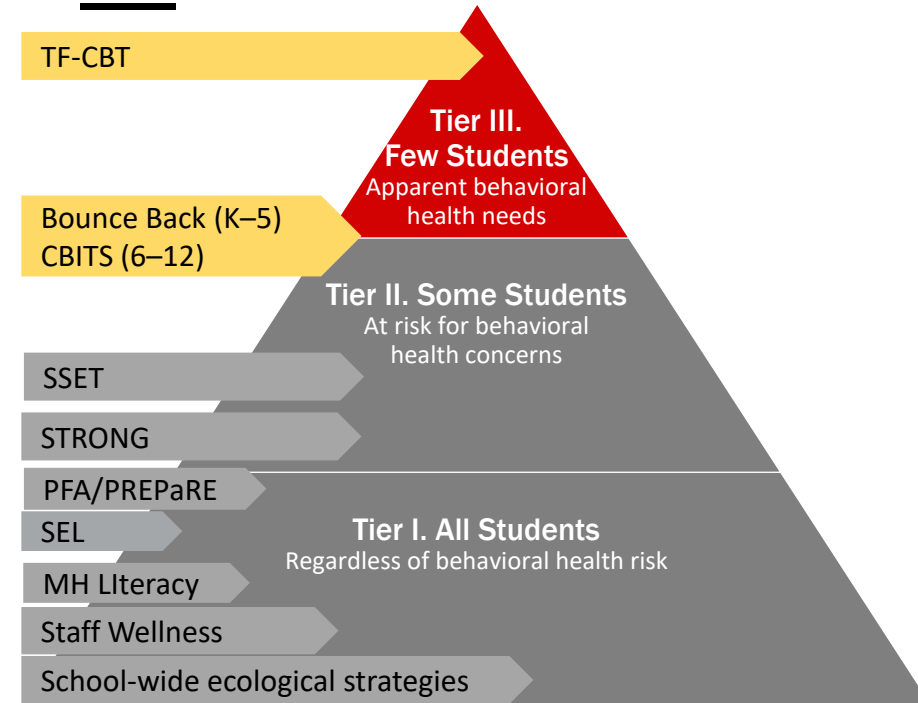 TF-CBT
Tier III.
Few Students
Apparent behavioral
health needs
Bounce Back (K–5)
CBITS (6–12)
Tier II. Some Students
At risk for behavioral
health concerns
SSET
STRONG
PFA/PREPaRE
SEL
Tier I. All Students
Regardless of behavioral health risk
MH LIteracy
Staff Wellness
School-wide ecological strategies